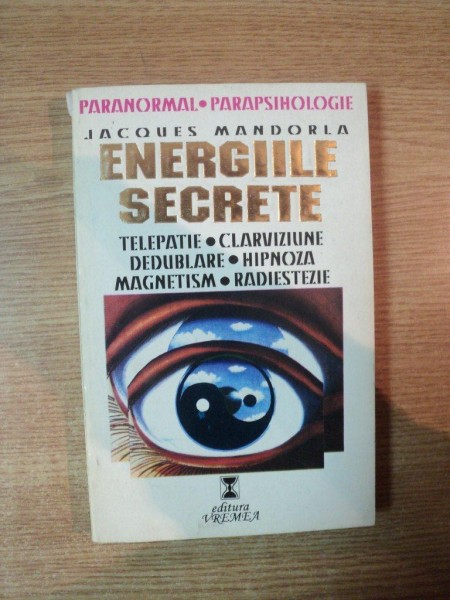 PARANORMAL • PARAPSIHOLOGIE
JACQUES MANDORLA
ENERGIILE
SECRETE
TELEPATIE • CLARVIZIUNE
DEDUBLARE • HIPNOZA
MAGNETISM • RADIESTEZIE
editura
VREMEA